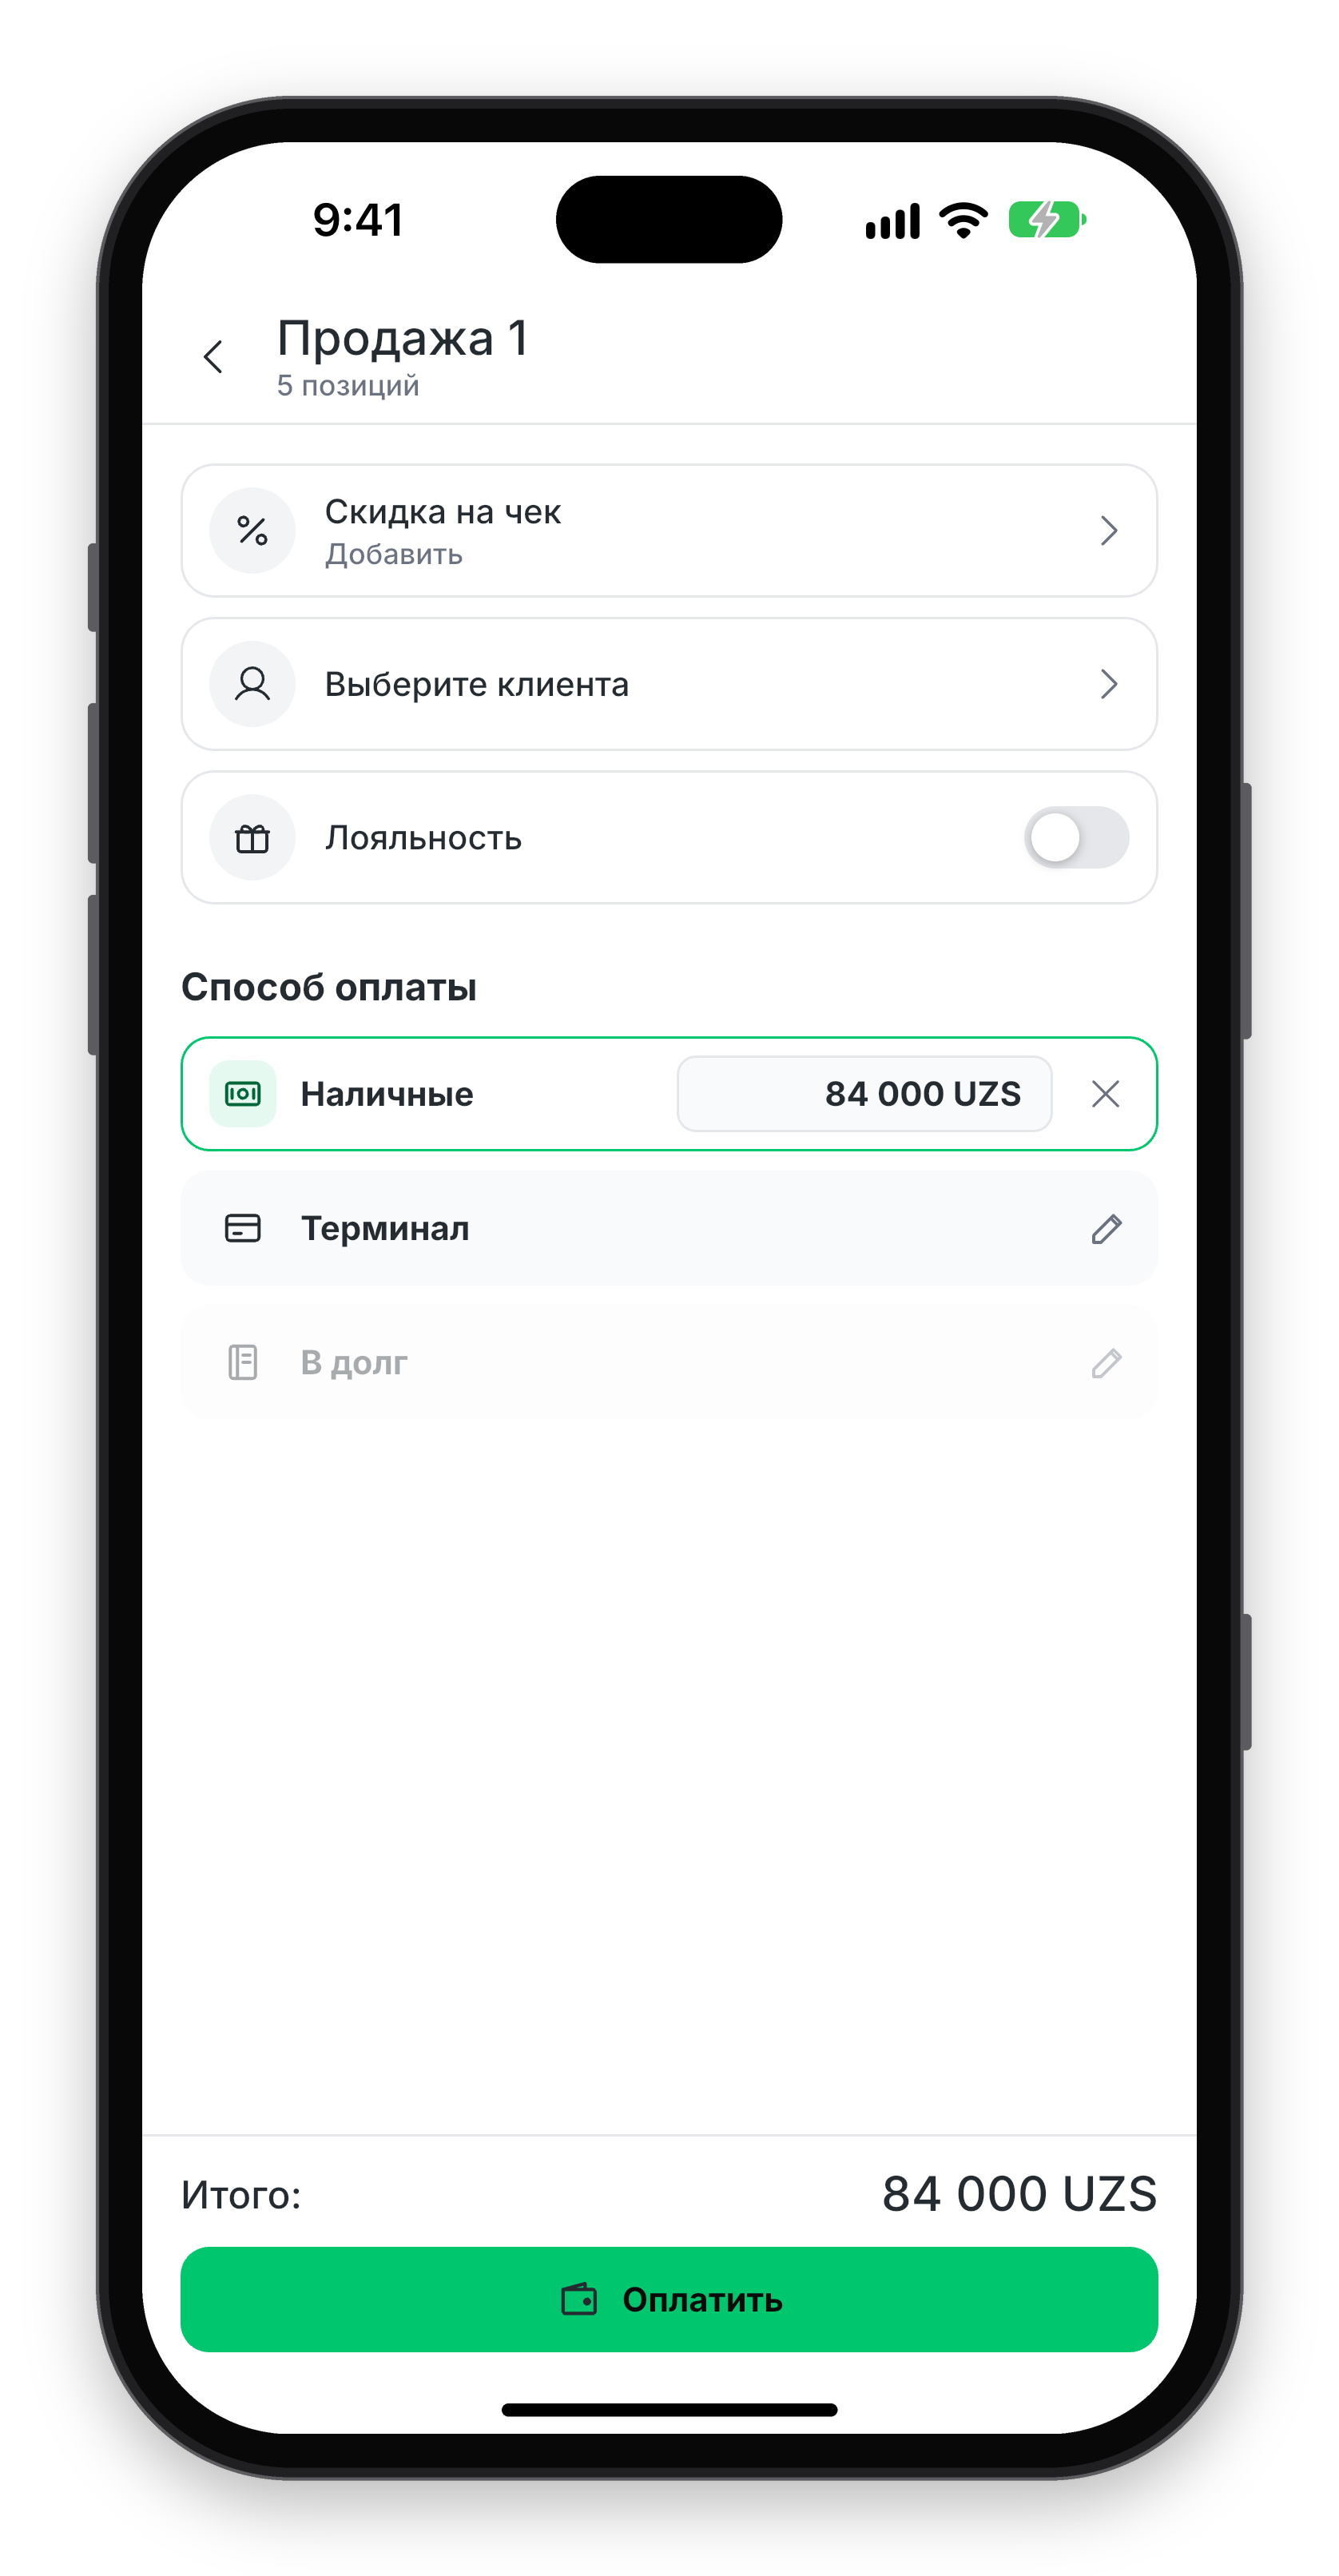 9:41
Продажа 1
5 позиций
Скидка на чек
Добавить
Выберите клиента
Лояльность
Способ оплаты
Наличные 84 000 UZS
Терминал
В долг
Итого: 84 000 UZS
Оплатить